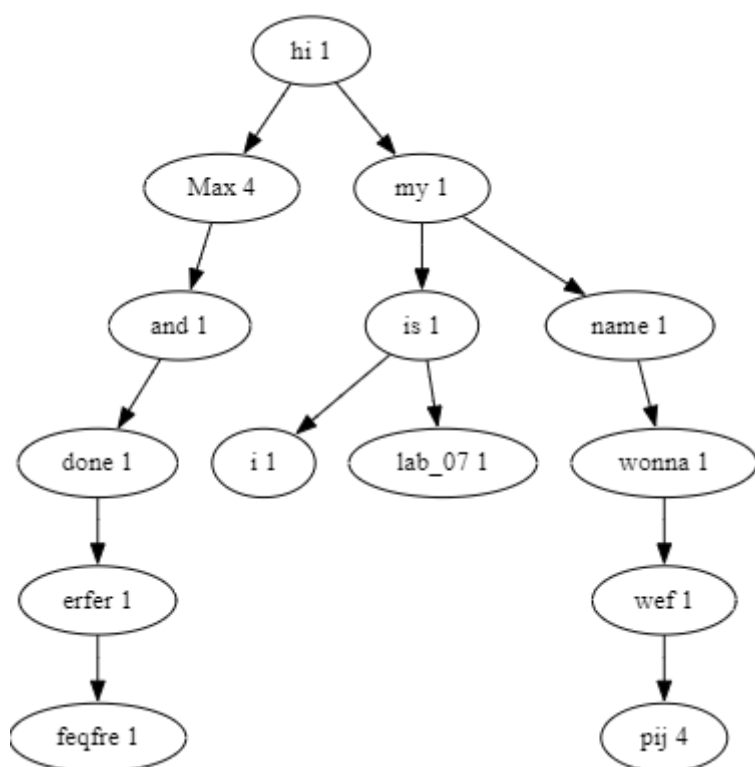 hi 1
Max 4
my 1
and 1
is 1
name 1
done 1
i 1
lab_07 1
wonna 1
erfer 1
wef 1
feqfre 1
pij 4